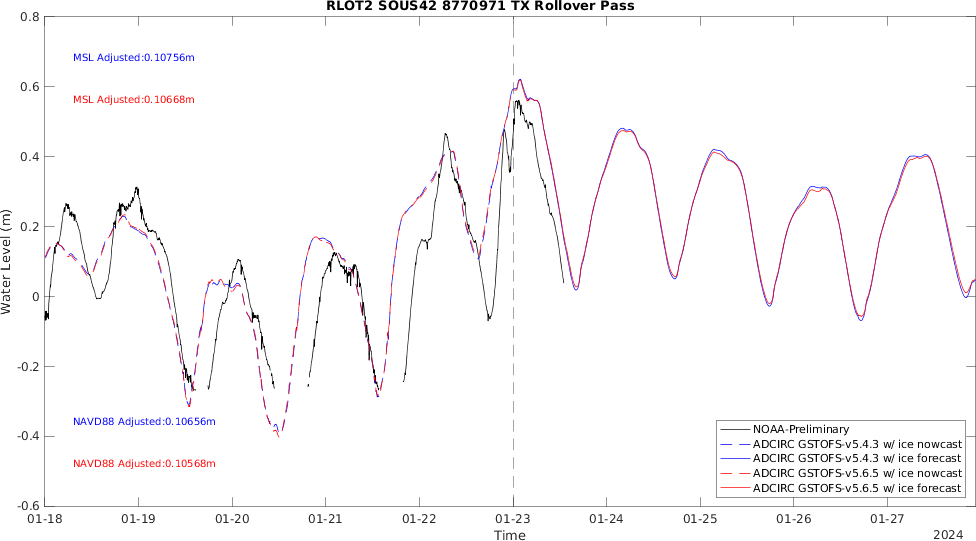 RLOT2 SOUS42 8770971 TX Rollover Pass
0.8
MSL Adjusted:0.10756m
0.6
MSL Adjusted:0.10668m
0.4
0.2
Water Level (m)
0
-0.2
-0.4
NAVD88 Adjusted:0.10656m
NAVD88 Adjusted:0.10568m
-0.6
NOAA-Preliminary
ADCIRC GSTOFS-v5.4.3 w/ ice nowcast
ADCIRC GSTOFS-v5.4.3 w/ ice forecast
ADCIRC GSTOFS-v5.6.5 w/ ice nowcast
ADCIRC GSTOFS-v5.6.5 w/ ice forecast
01-18 01-19 01-20 01-21 01-22 01-23 01-24 01-25 01-26 01-27
Time
2024